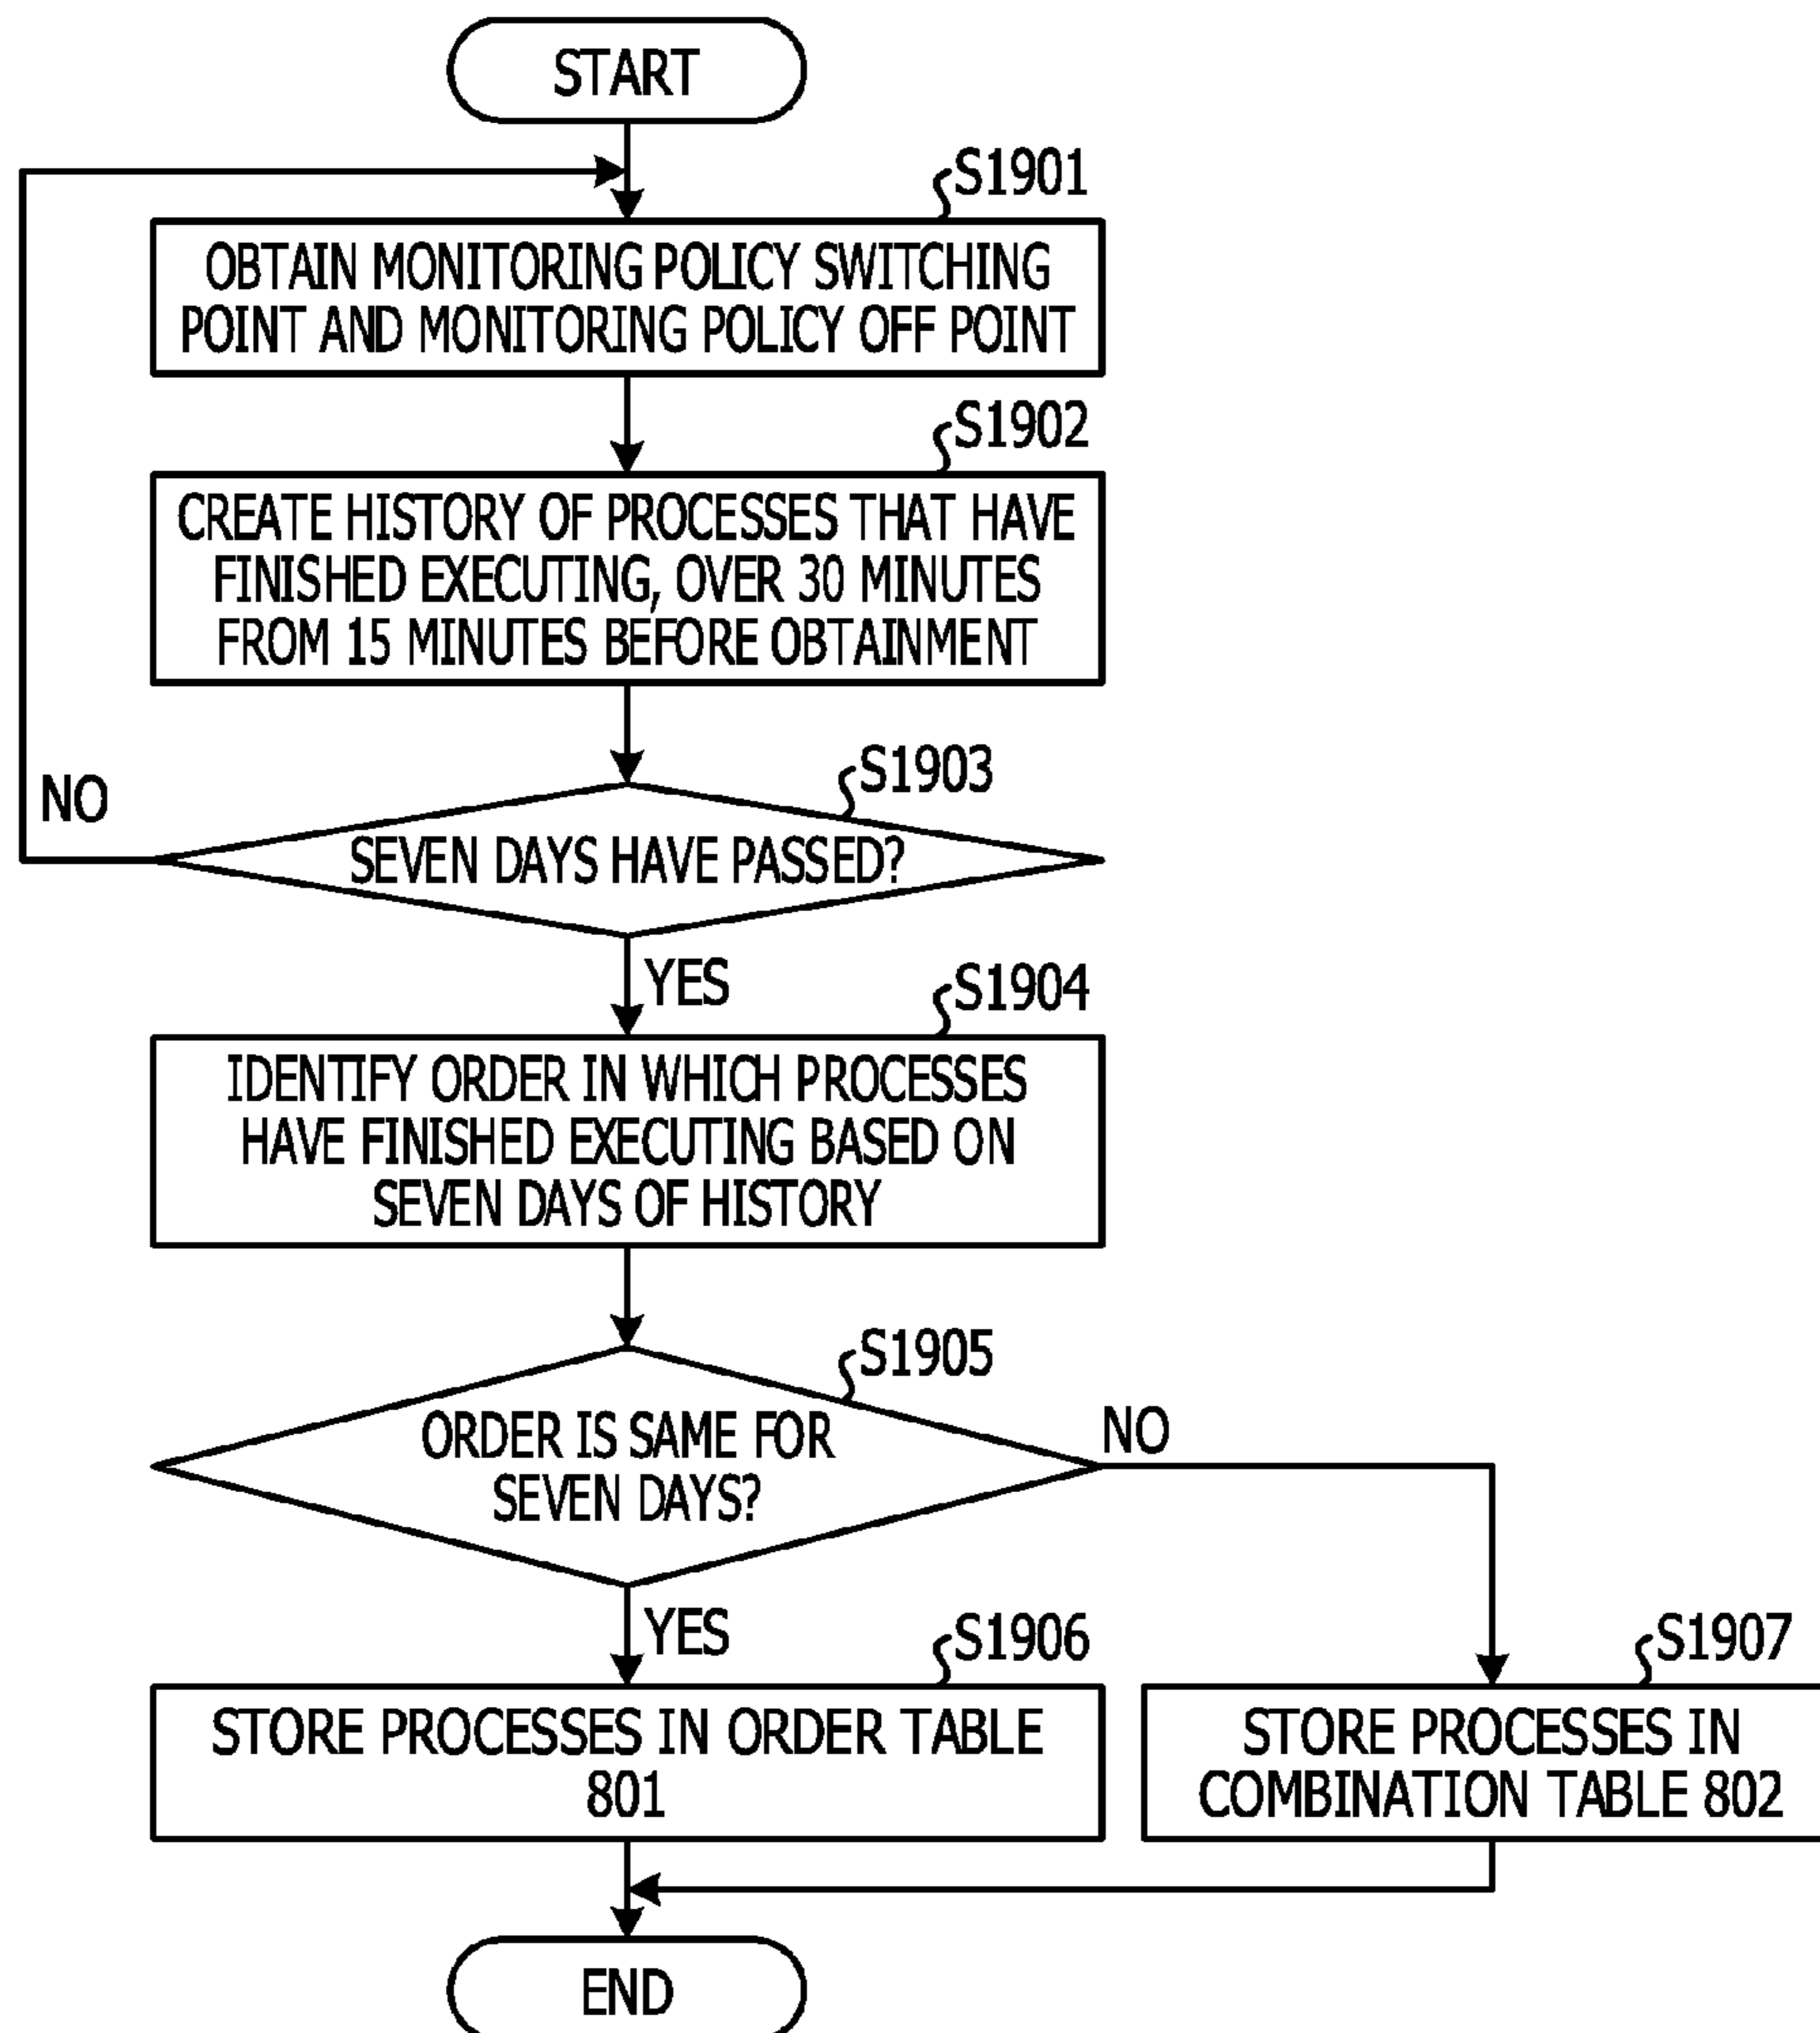 START
S1901
OBTAIN MONITORING POLICY SWITCHING
POINT AND MONITORING POLICY OFF POINT
S1902
CREATE HISTORY OF PROCESSES THAT HAVE
FINISHED EXECUTING, OVER 30 MINUTES
FROM 15 MINUTES BEFORE OBTAINMENT
S1903
NO
SEVEN DAYS HAVE PASSED?
YES
S1904
IDENTIFY ORDER IN WHICH PROCESSES
HAVE FINISHED EXECUTING BASED ON
SEVEN DAYS OF HISTORY
S1905
ORDER IS SAME FOR
SEVEN DAYS?
NO
YES
S1906
STORE PROCESSES IN ORDER TABLE
801
S1907
STORE PROCESSES IN
COMBINATION TABLE 802
END